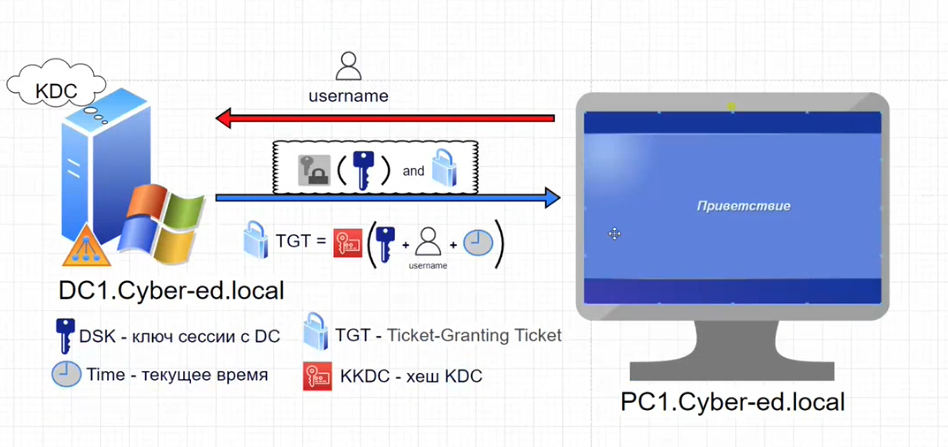 KDC
username
( ) and
TGT = ( + + )
username
Приветствие
DC1.Cyber-ed.local
DSK - ключ сессии с DC
TGT - Ticket-Granting Ticket
Time - текущее время
KKDC - хеш KDC
PC1.Cyber-ed.local